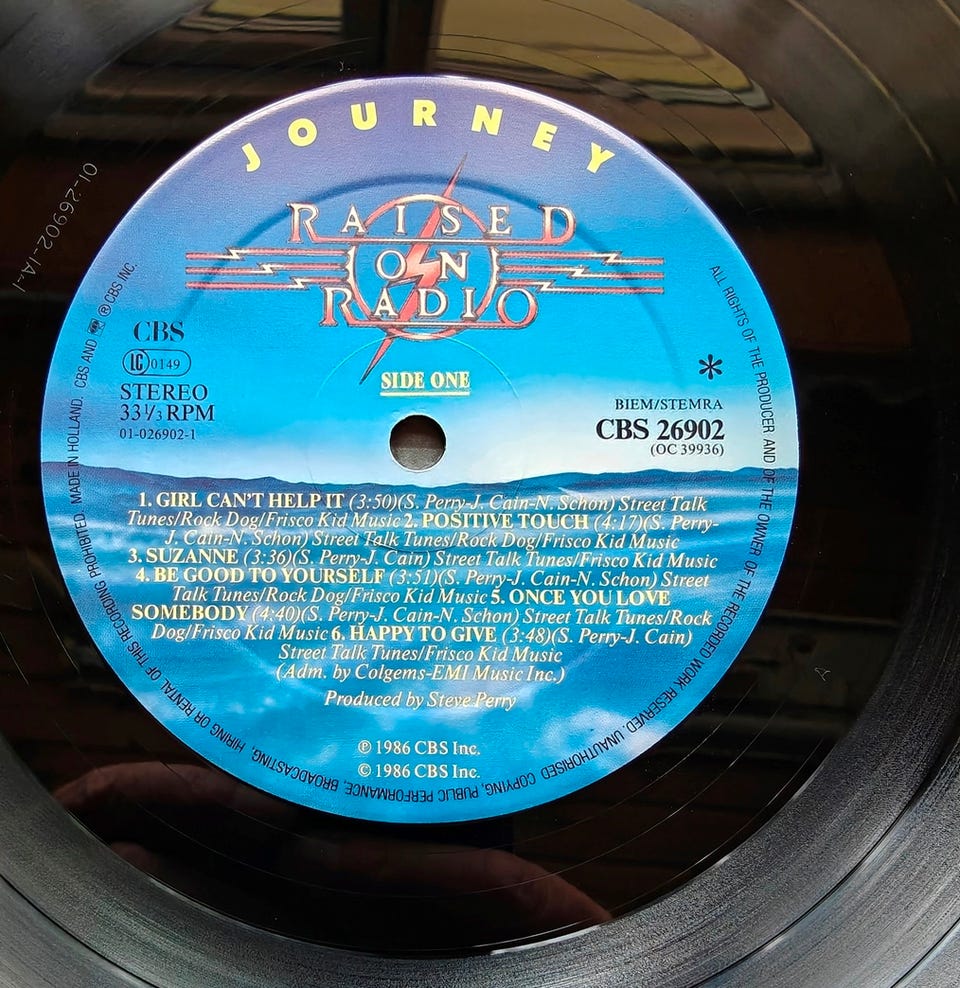 JOURNEY
RAISED
ON
RADIO
CBS
LC 0149
STEREO
33⅓ RPM
01-026902-1
SIDE ONE
*
BIEM/STEMRA
CBS 26902
(OC 39936)
1. GIRL CAN'T HELP IT (3:50)(S. Perry-J. Cain-N. Schon) Street Talk
Tunes/Rock Dog/Frisco Kid Music 2. POSITIVE TOUCH (4:17)(S. Perry-
J. Cain-N. Schon) Street Talk Tunes/Rock Dog/Frisco Kid Music
3. SUZANNE (3:36)(S. Perry-J. Cain) Street Talk Tunes/Frisco Kid Music
4. BE GOOD TO YOURSELF (3:51)(S. Perry-J. Cain-N. Schon) Street
Talk Tunes/Rock Dog/Frisco Kid Music 5. ONCE YOU LOVE
SOMEBODY (4:40)(S. Perry-J. Cain-N. Schon) Street Talk Tunes/Rock
Dog/Frisco Kid Music 6. HAPPY TO GIVE (3:48)(S. Perry-J. Cain)
Street Talk Tunes/Frisco Kid Music
(Adm. by Colgems-EMI Music Inc.)
Produced by Steve Perry
℗ 1986 CBS Inc.
© 1986 CBS Inc.
ALL RIGHTS OF THE PRODUCER AND OF THE OWNER OF THE RECORDED WORK RESERVED. UNAUTHORISED COPYING, PUBLIC PERFORMANCE, BROADCASTING, HIRING OR RENTAL OF THIS RECORDING PROHIBITED. MADE IN HOLLAND. CBS AND ® CBS INC.
01-26902-1A-1